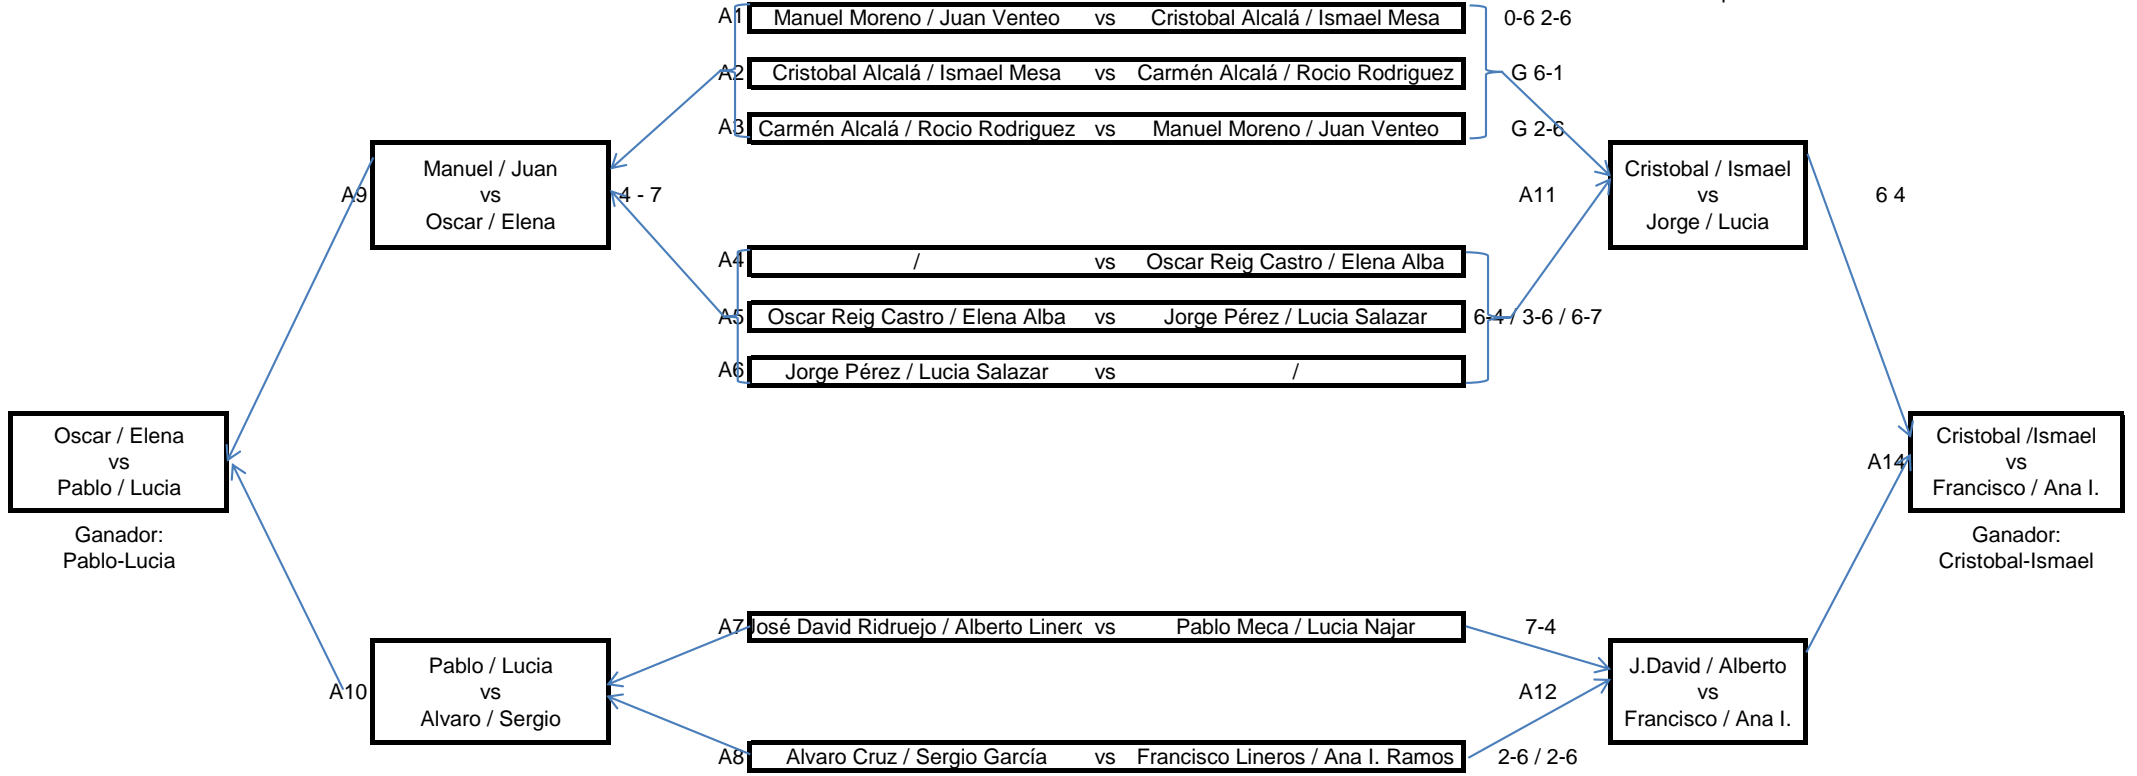 A1 Manuel Moreno / Juan Venteo vs Cristobal Alcalá / Ismael Mesa 0-6 2-6
A2 Cristobal Alcalá / Ismael Mesa vs Carmén Alcalá / Rocio Rodriguez G 6-1
A3 Carmén Alcalá / Rocio Rodriguez vs Manuel Moreno / Juan Venteo G 2-6
Manuel / Juan
vs
Oscar / Elena
A9
4 - 7
A11
Cristobal / Ismael
vs
Jorge / Lucia
6 4
A4 / vs Oscar Reig Castro / Elena Alba
A5 Oscar Reig Castro / Elena Alba vs Jorge Pérez / Lucia Salazar 6-4 / 3-6 / 6-7
A6 Jorge Pérez / Lucia Salazar vs /
Oscar / Elena
vs
Pablo / Lucia
Ganador:
Pablo-Lucia
A14
Cristobal /Ismael
vs
Francisco / Ana I.
Ganador:
Cristobal-Ismael
A7 José David Ridruejo / Alberto Linero vs Pablo Meca / Lucia Najar 7-4
A10
Pablo / Lucia
vs
Alvaro / Sergio
A12
J.David / Alberto
vs
Francisco / Ana I.
A8 Alvaro Cruz / Sergio García vs Francisco Lineros / Ana I. Ramos 2-6 / 2-6